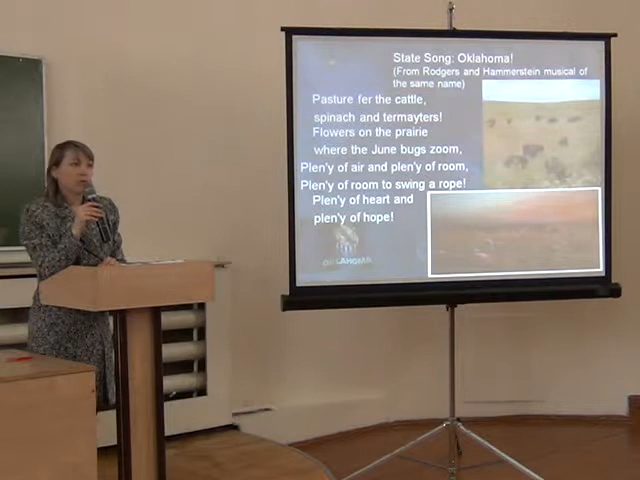 State Song: Oklahoma!
(From Rodgers and Hammerstein musical of
the same name)
Pasture fer the cattle,
spinach and termayters!
Flowers on the prairie
where the June bugs zoom,
Plen'y of air and plen'y of room,
Plen'y of room to swing a rope!
Plen'y of heart and
plen'y of hope!
OKLAHOMA